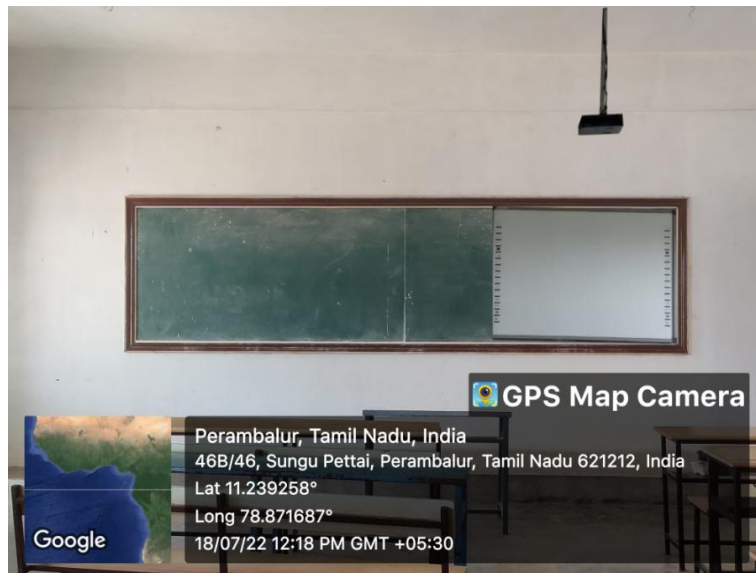 GPS Map Camera
Perambalur, Tamil Nadu, India
46B/46, Sungu Pettai, Perambalur, Tamil Nadu 621212, India
Lat 11.239258°
Long 78.871687°
18/07/22 12:18 PM GMT +05:30
Google